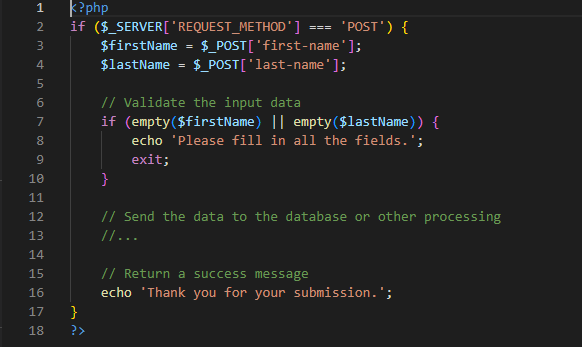 1 <?php
2 if ($_SERVER['REQUEST_METHOD'] === 'POST') {
3     $firstName = $_POST['first-name'];
4     $lastName = $_POST['last-name'];
5
6     // Validate the input data
7     if (empty($firstName) || empty($lastName)) {
8         echo 'Please fill in all the fields.';
9         exit;
10     }
11
12     // Send the data to the database or other processing
13     //...
14
15     // Return a success message
16     echo 'Thank you for your submission.';
17 }
18 ?>